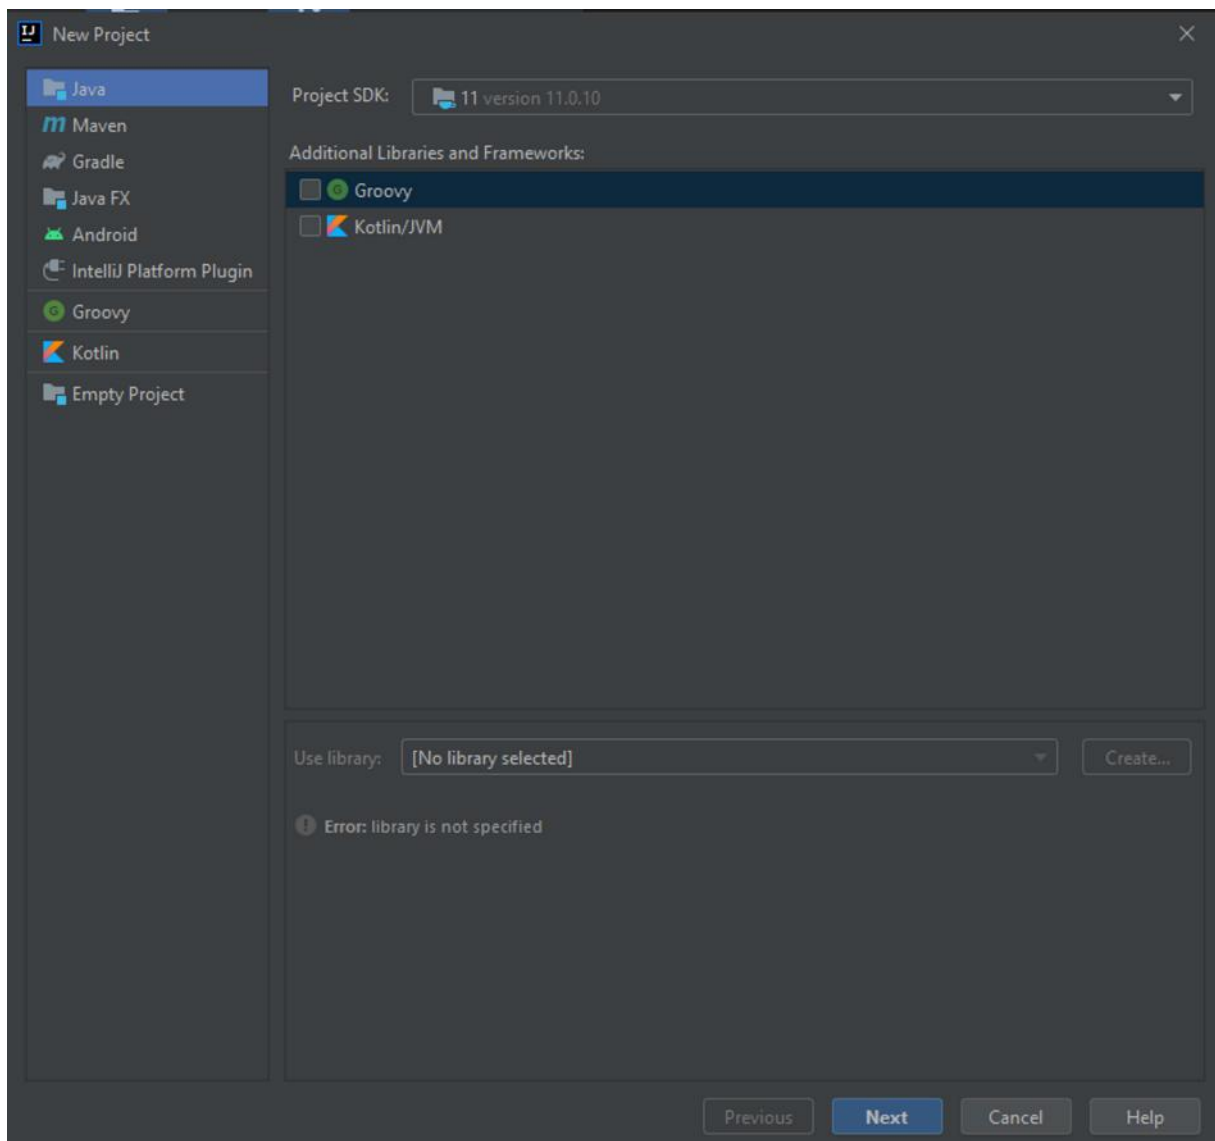 New Project
Java
Maven
Gradle
Java FX
Android
IntelliJ Platform Plugin
Groovy
Kotlin
Empty Project
Project SDK: 11 version 11.0.10
Additional Libraries and Frameworks:
Groovy
Kotlin/JVM
Use library: [No library selected] Create...
Error: library is not specified
Previous Next Cancel Help